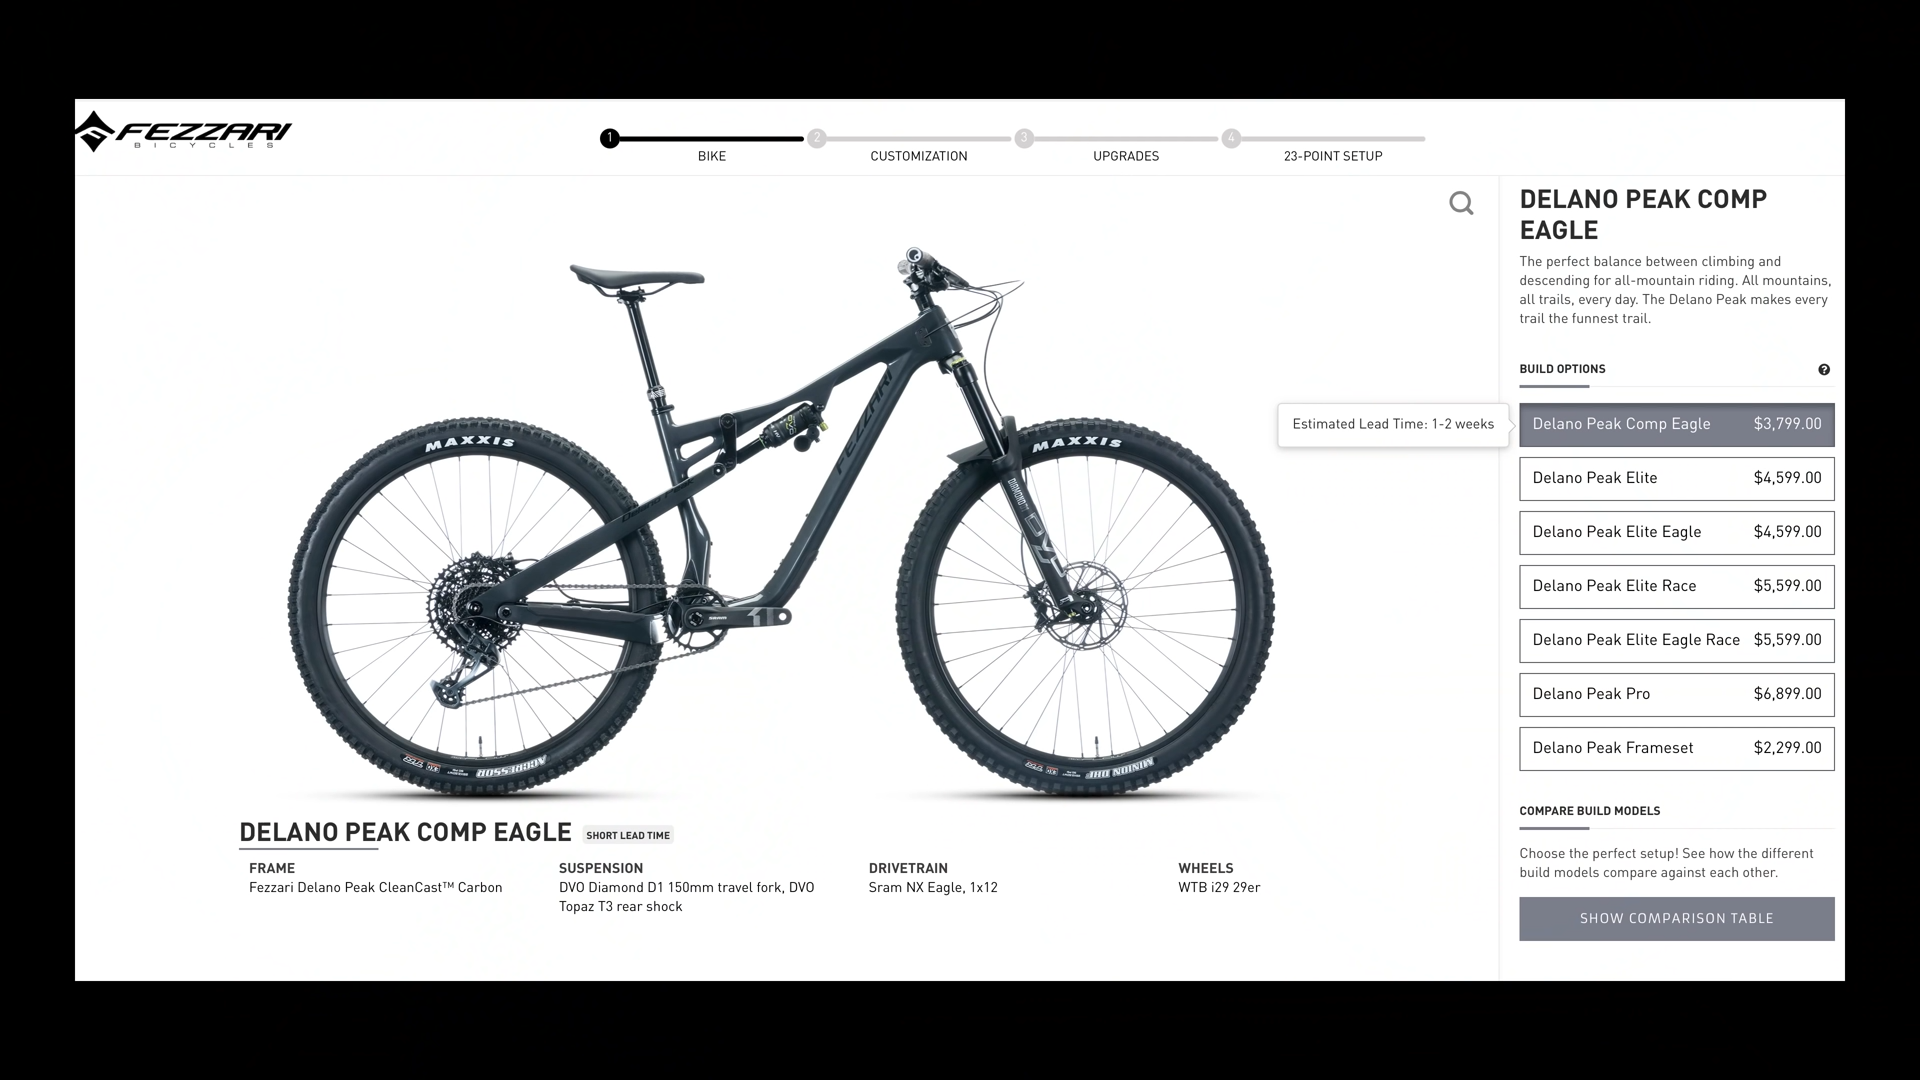 FEZZARI
BICYCLES
1
2
3
4
BIKE
CUSTOMIZATION
UPGRADES
23-POINT SETUP
MAXXIS
MAXXIS
FEZZARI
DIAMOND
DVO
SRAM
AGGRESSOR
MINION DHF
DELANO PEAK COMP EAGLE
SHORT LEAD TIME
FRAME
Fezzari Delano Peak CleanCast™ Carbon
SUSPENSION
DVO Diamond D1 150mm travel fork, DVO
Topaz T3 rear shock
DRIVETRAIN
Sram NX Eagle, 1x12
WHEELS
WTB i29 29er
DELANO PEAK COMP
EAGLE
The perfect balance between climbing and
descending for all-mountain riding. All mountains,
all trails, every day. The Delano Peak makes every
trail the funnest trail.
BUILD OPTIONS
?
Estimated Lead Time: 1-2 weeks
Delano Peak Comp Eagle $3,799.00
Delano Peak Elite $4,599.00
Delano Peak Elite Eagle $4,599.00
Delano Peak Elite Race $5,599.00
Delano Peak Elite Eagle Race $5,599.00
Delano Peak Pro $6,899.00
Delano Peak Frameset $2,299.00
COMPARE BUILD MODELS
Choose the perfect setup! See how the different
build models compare against each other.
SHOW COMPARISON TABLE